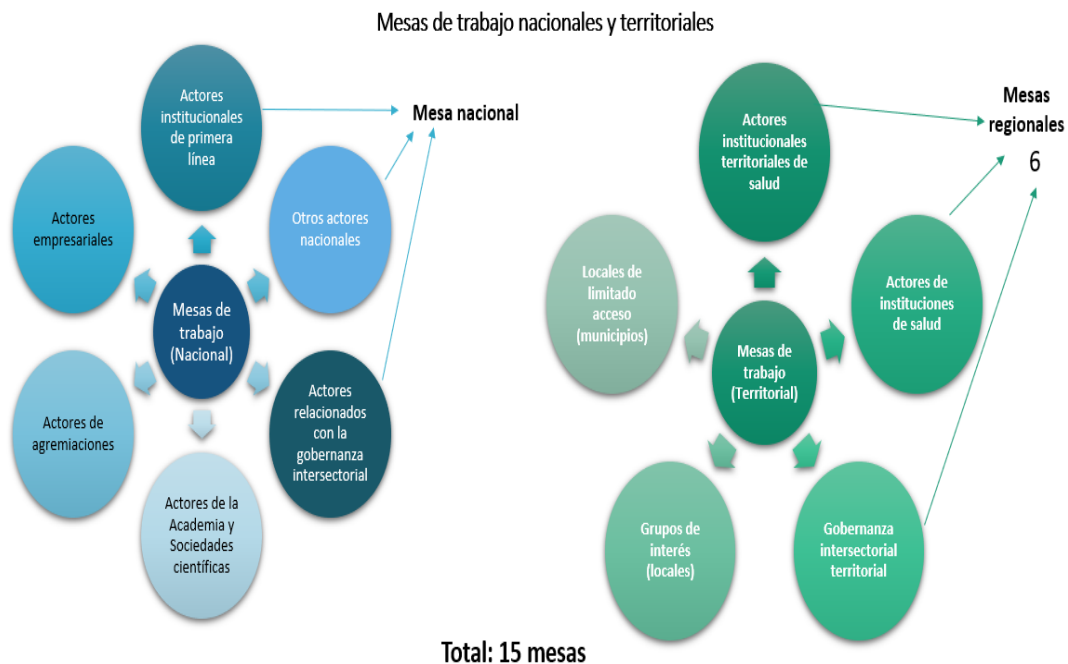 Mesas de trabajo nacionales y territoriales
Actores
institucionales
de primera
línea
Mesa nacional
Actores
empresariales
Otros actores
nacionales
Mesas de
trabajo
(Nacional)
Actores de
agremiaciones
Actores
relacionados
con la
gobernanza
intersectorial
Actores de la
Academia y
Sociedades
científicas
Actores
institucionales
territoriales de
salud
Mesas
regionales
6
Locales de
limitado
acceso
(municipios)
Actores de
instituciones
de salud
Mesas de
trabajo
(Territorial)
Grupos de
interés
(locales)
Gobernanza
intersectorial
territorial
Total: 15 mesas